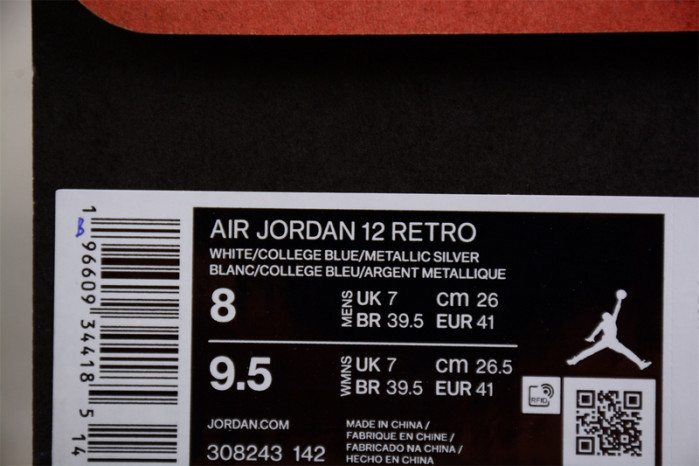 AIR JORDAN 12 RETRO
WHITE/COLLEGE BLUE/METALLIC SILVER
BLANC/COLLEGE BLEU/ARGENT METALLIQUE
8 MENS UK 7 cm 26
BR 39.5 EUR 41
9.5 WMNS UK 7 cm 26.5
BR 39.5 EUR 41
RFID
JORDAN.COM
308243 142
MADE IN CHINA /
FABRIQUE EN CHINE /
FABRICADO NA CHINA /
HECHO EN CHINA
1 96609 34418 5 14
B